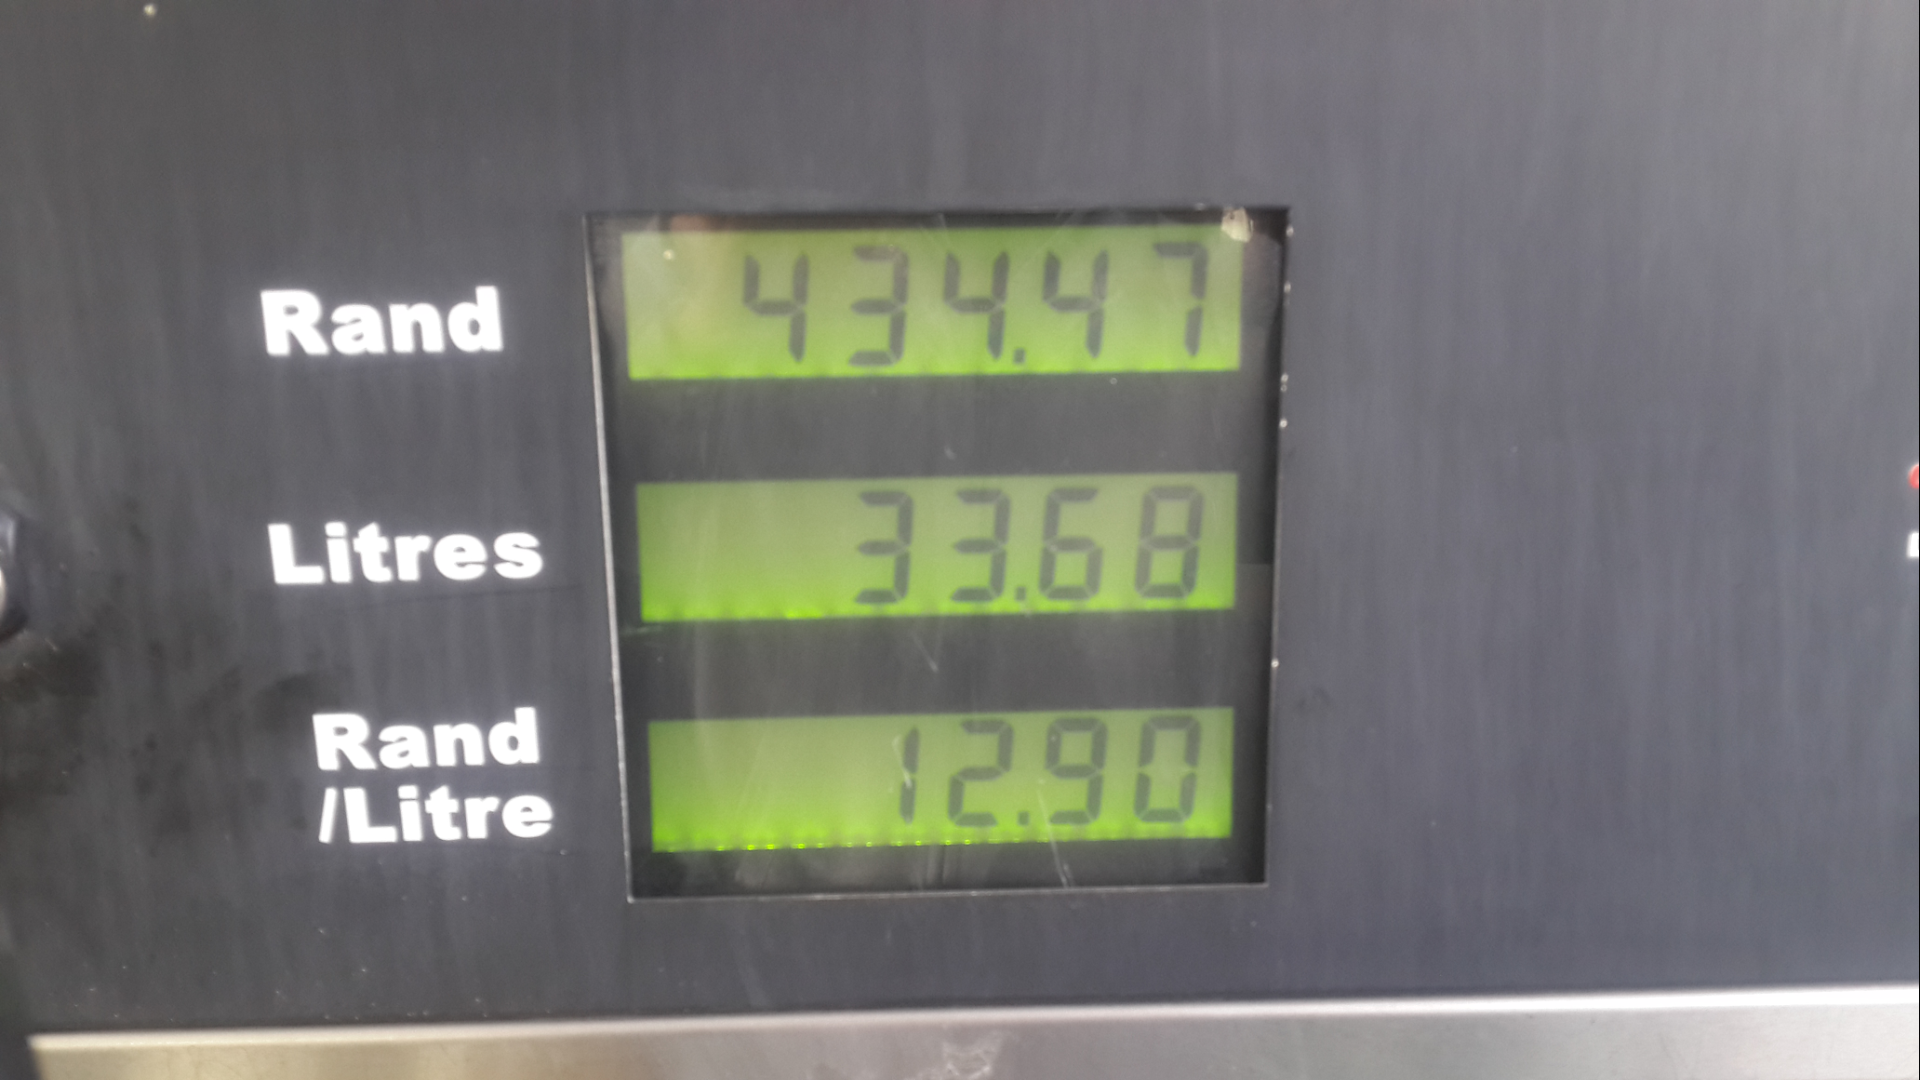 Rand 434.47
Litres 33.68
Rand
/Litre 12.90